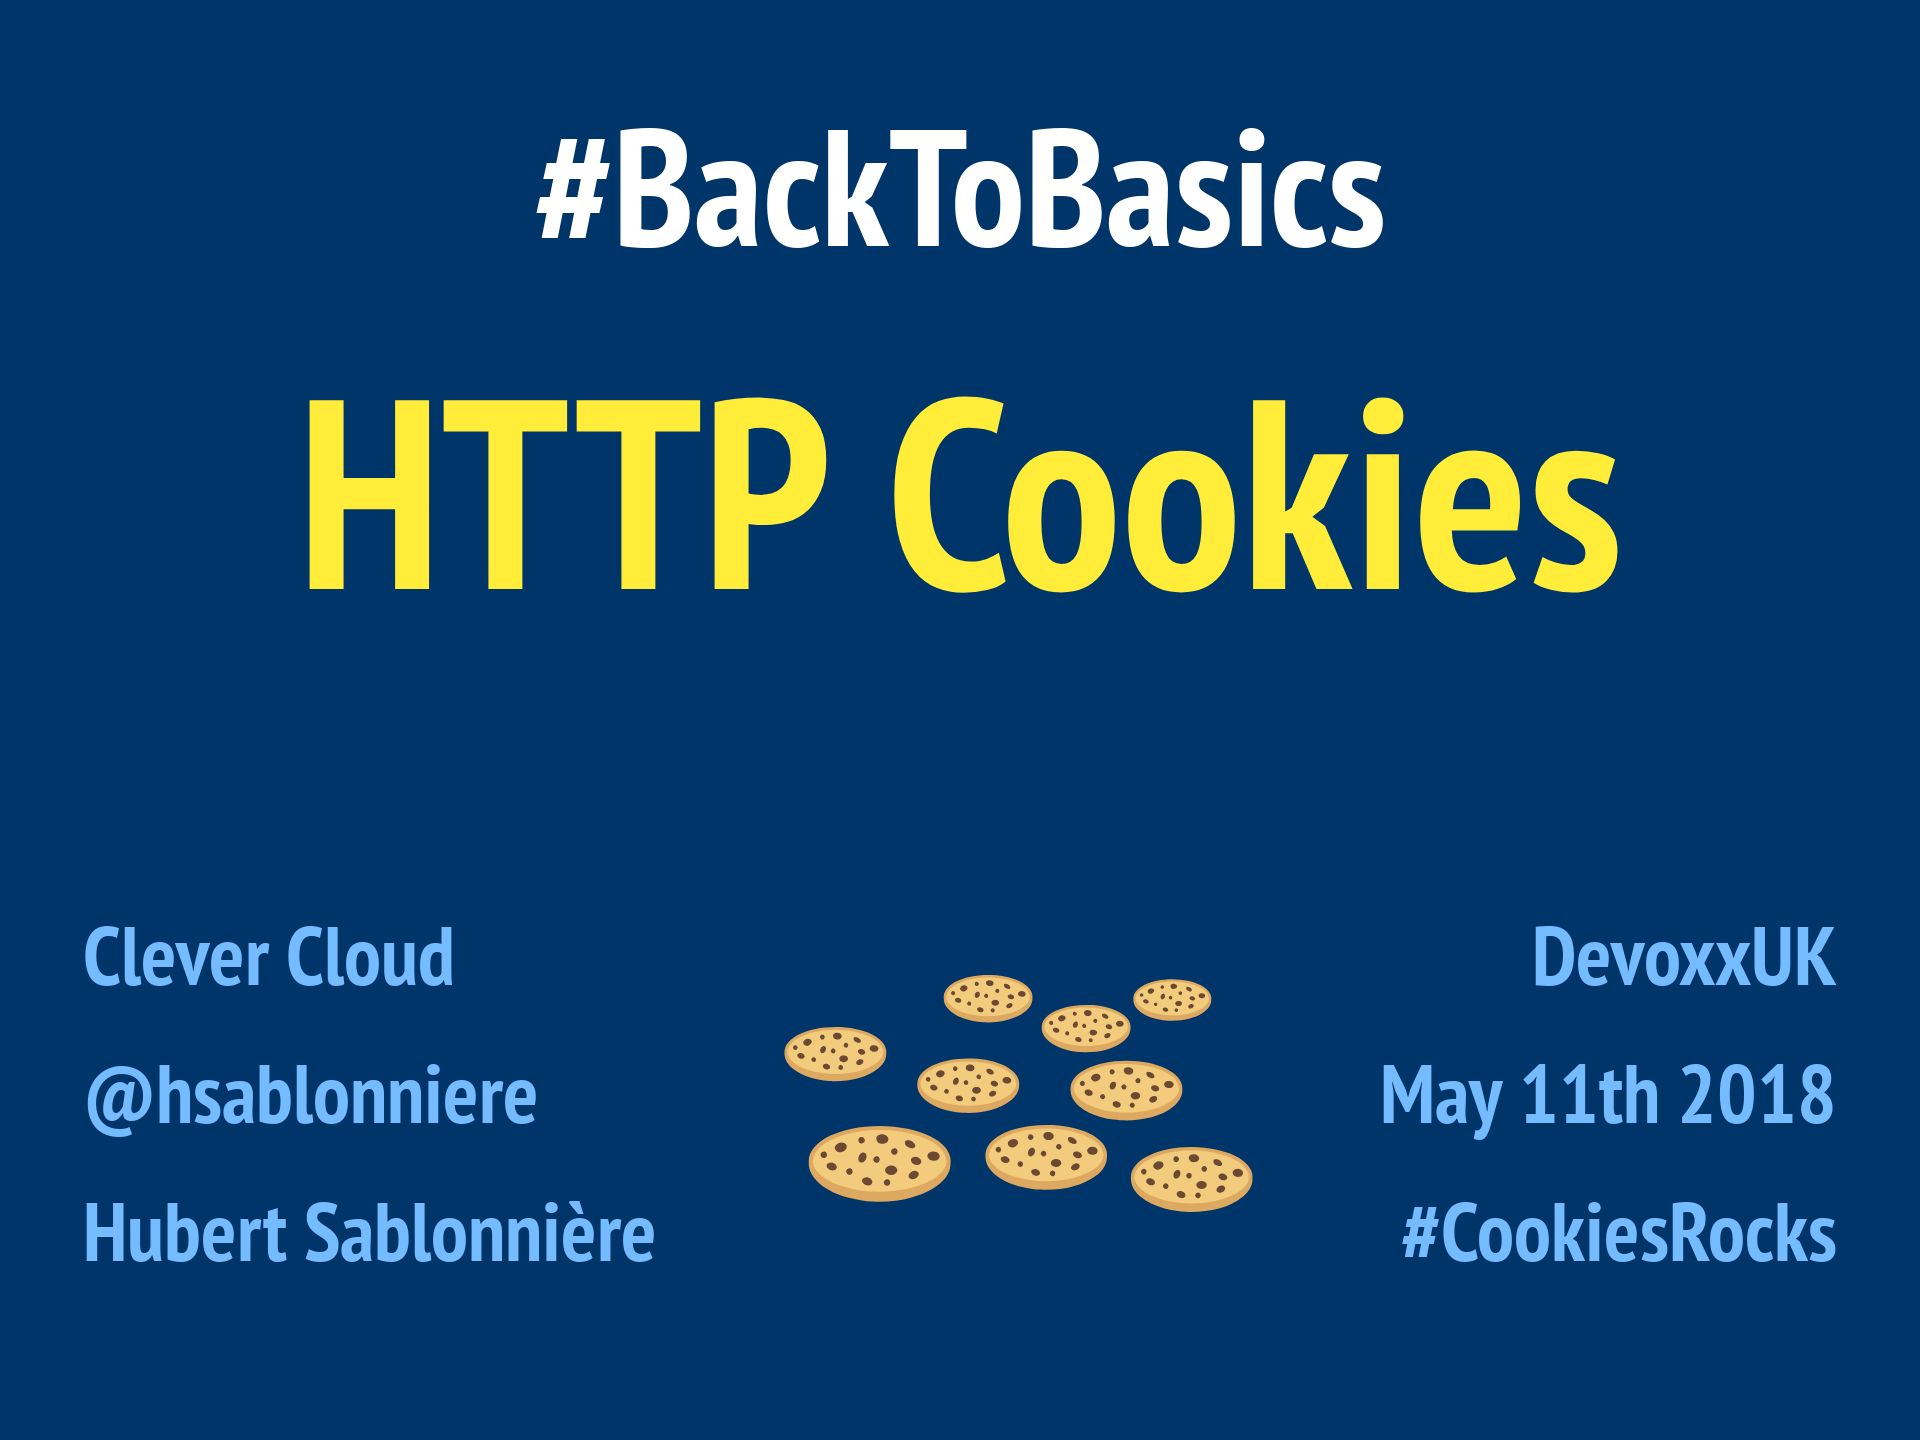 #BackToBasics
HTTP Cookies
Clever Cloud
@hsablonniere
Hubert Sablonnière
DevoxxUK
May 11th 2018
#CookiesRocks